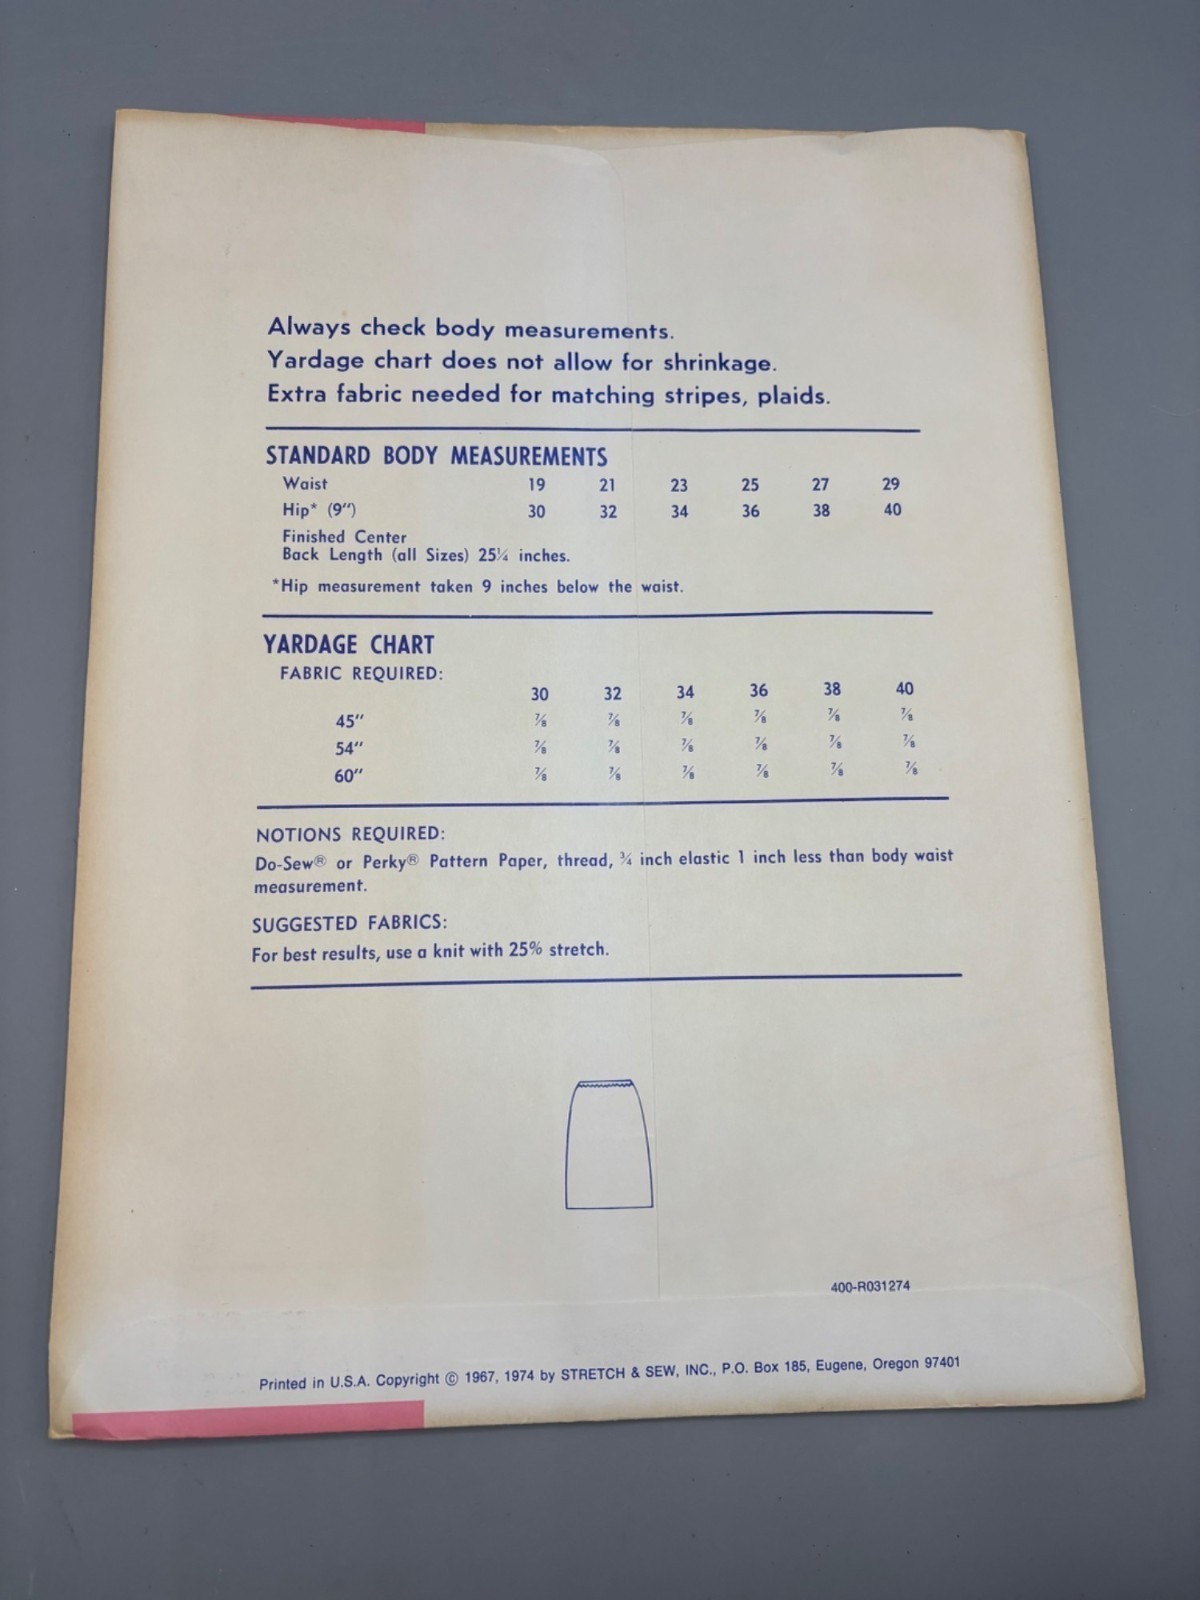 Always check body measurements.
Yardage chart does not allow for shrinkage.
Extra fabric needed for matching stripes, plaids.
STANDARD BODY MEASUREMENTS
Waist 19 21 23 25 27 29
Hip* (9") 30 32 34 36 38 40
Finished Center
Back Length (all Sizes) 25¼ inches.
*Hip measurement taken 9 inches below the waist.
YARDAGE CHART
FABRIC REQUIRED:
30 32 34 36 38 40
45" ⅞ ⅞ ⅞ ⅞ ⅞ ⅞
54" ⅞ ⅞ ⅞ ⅞ ⅞ ⅞
60" ⅞ ⅞ ⅞ ⅞ ⅞ ⅞
NOTIONS REQUIRED:
Do-Sew® or Perky® Pattern Paper, thread, ¾ inch elastic 1 inch less than body waist
measurement.
SUGGESTED FABRICS:
For best results, use a knit with 25% stretch.
400-R031274
Printed in U.S.A. Copyright © 1967, 1974 by STRETCH & SEW, INC., P.O. Box 185, Eugene, Oregon 97401